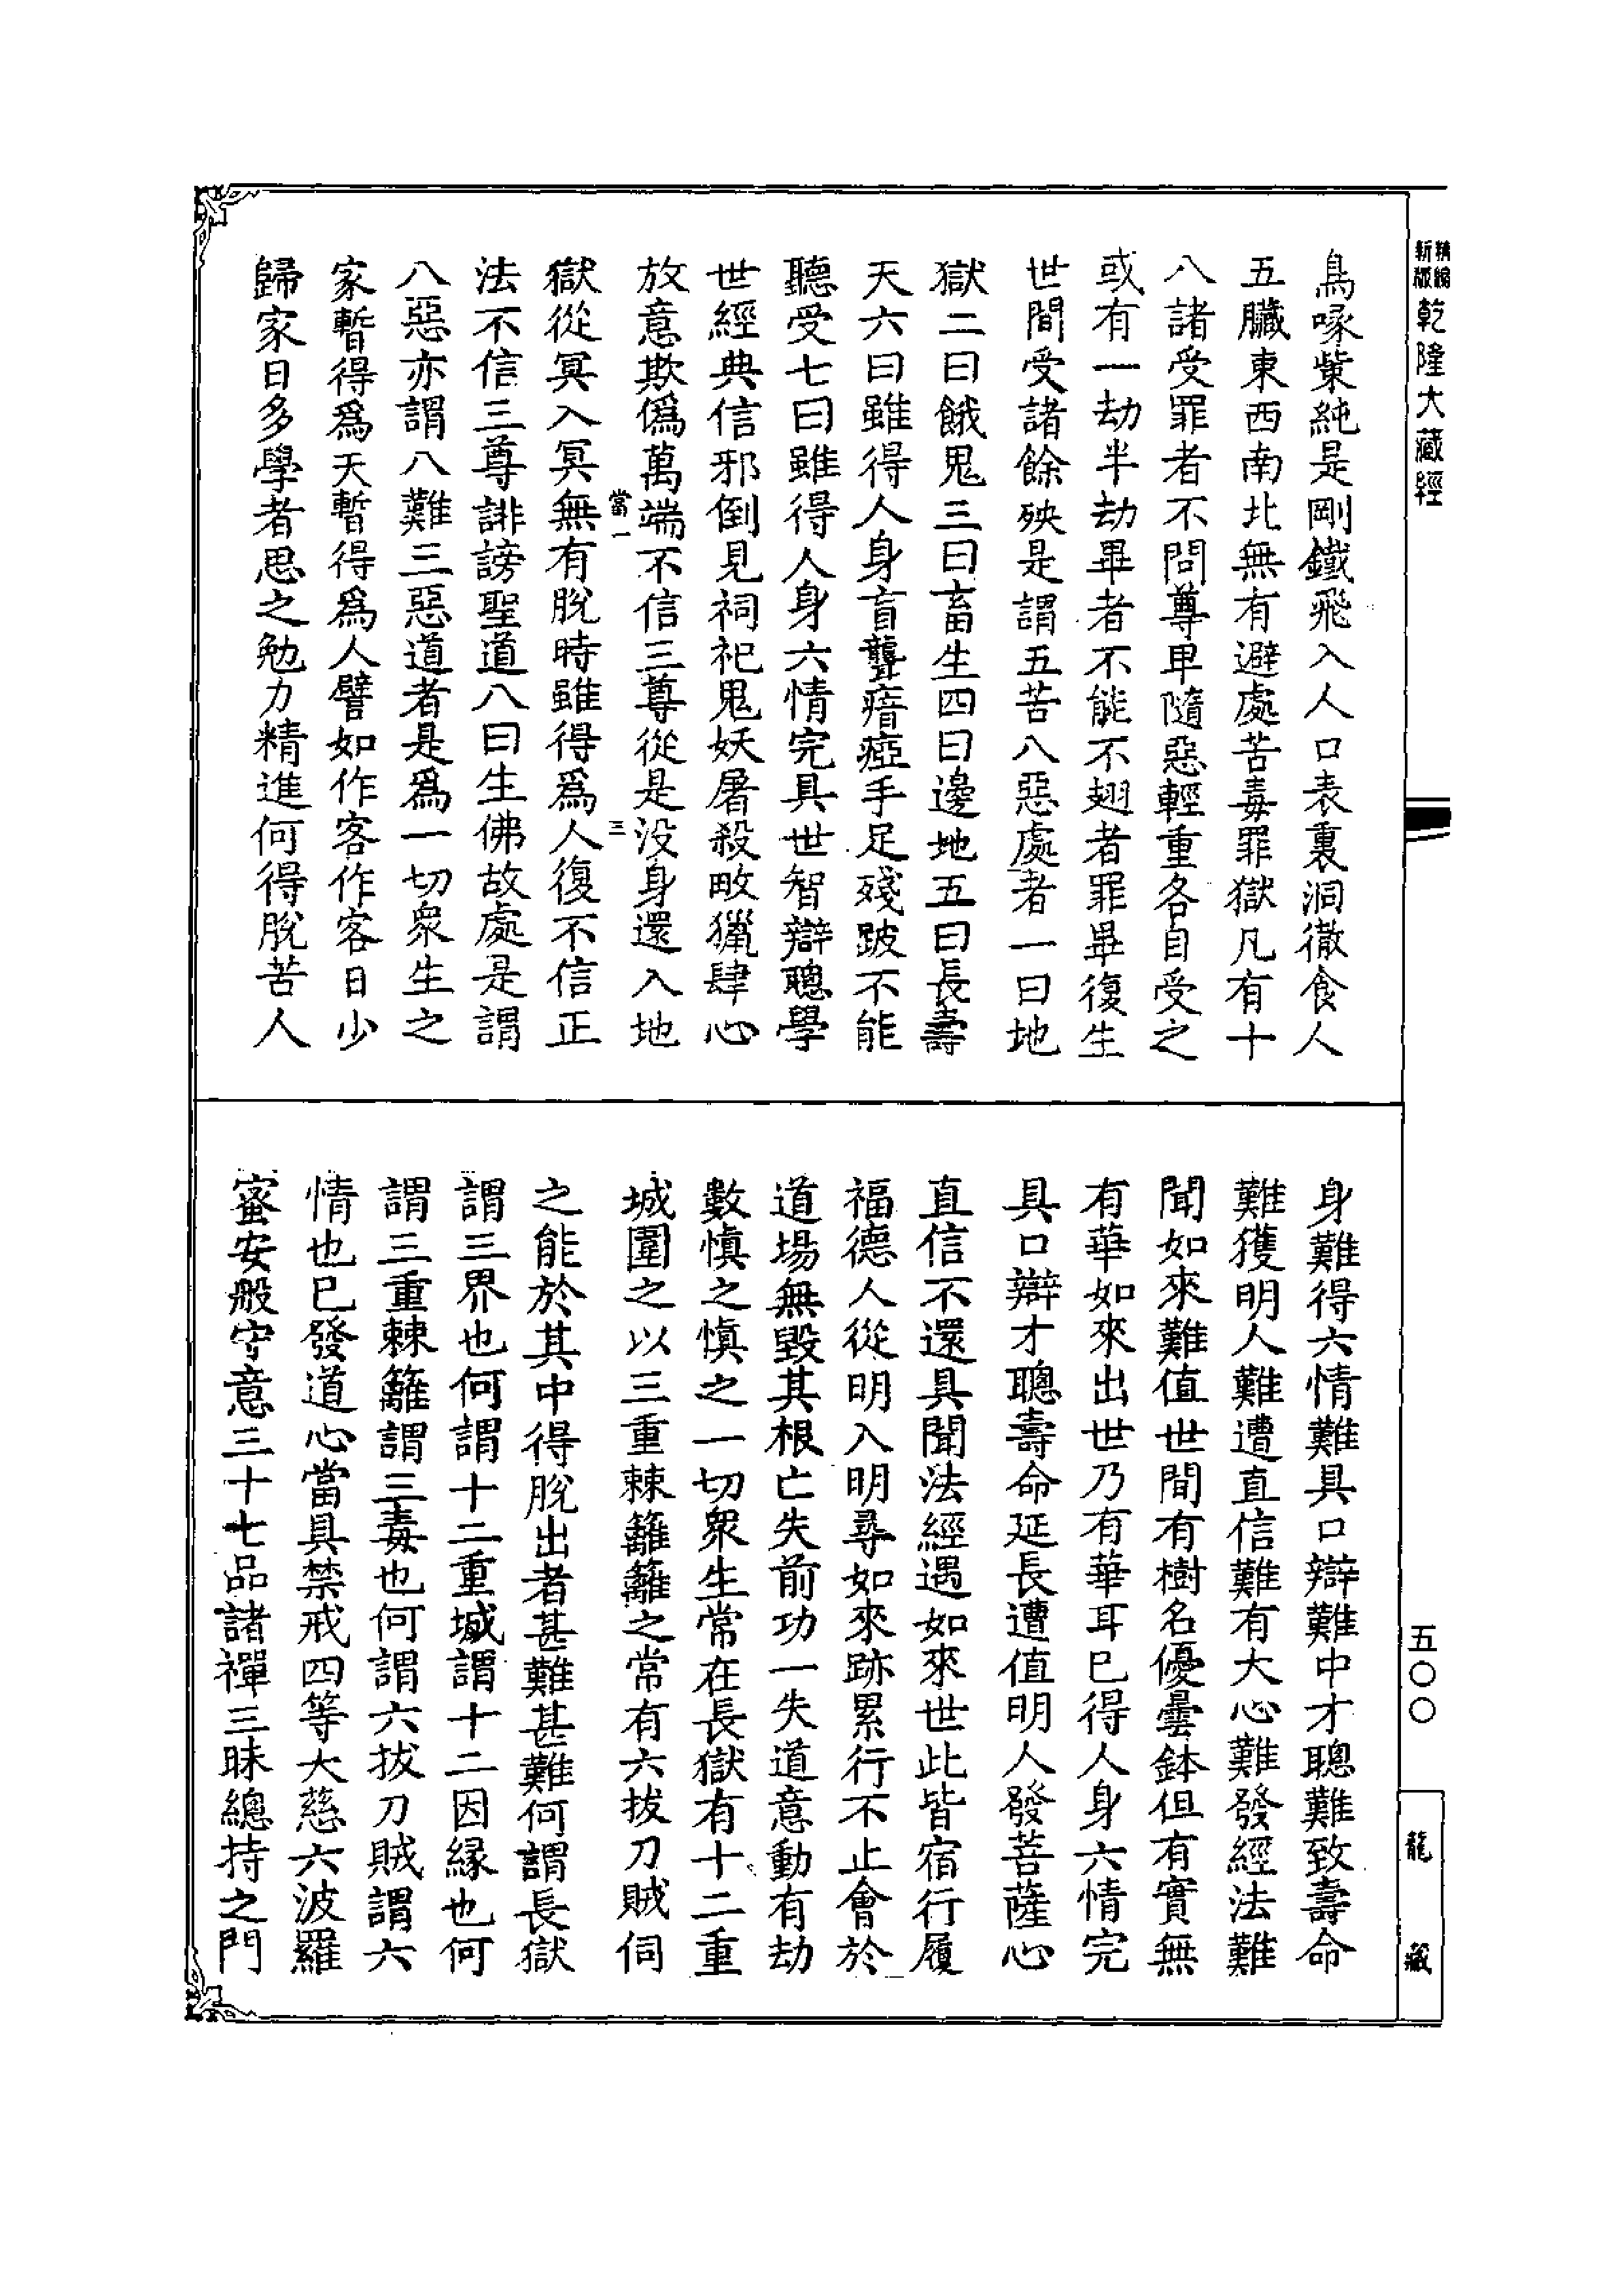 精縮
新版
乾隆大藏經
鳥喙紫純是剛鐵飛入人口表裏洞徹食人
五臟東西南北無有避處苦毒罪獄凡有十
八諸受罪者不問尊卑隨惡輕重各自受之
或有一劫半劫畢者不能不翅者罪畢復生
世間受諸餘殃是謂五苦八惡處者一曰地
獄二曰餓鬼三曰畜生四曰邊地五曰長壽
天六曰雖得人身盲聾瘖瘂手足殘跛不能
聽受七曰雖得人身六情完具世智辯聰學
世經典信邪倒見祠祀鬼妖屠殺畋獵肆心
放意欺僞萬端不信三尊從是没身還入地
當一
三
獄從冥入冥無有脫時雖得爲人復不信正
法不信三尊誹謗聖道八曰生佛故處是謂
八惡亦謂八難三惡道者是爲一切衆生之
家暫得爲天暫得爲人譬如作客作客日少
歸家日多學者思之勉力精進何得脫苦人
身難得六情難具口辯難中才聰難致壽命
難獲明人難遭直信難有大心難發經法難
聞如來難值世間有樹名優曇鉢但有實無
有華如來出世乃有華耳已得人身六情完
具口辯才聰壽命延長遭值明人發菩薩心
直信不還具聞法經遇如來世此皆宿行履
福德人從明入明尋如來跡累行不止會於
道場無毀其根亡失前功一失道意動有劫
數慎之慎之一切衆生常在長獄有十二重
城圍之以三重棘籬籬之常有六拔刀賊伺
之能於其中得脫出者甚難甚難何謂長獄
謂三界也何謂十二重城謂十二因緣也何
謂三重棘籬謂三毒也何謂六拔刀賊謂六
情也已發道心當具禁戒四等大慈六波羅
蜜安般守意三十七品諸禪三昧總持之門
五〇〇
龍藏